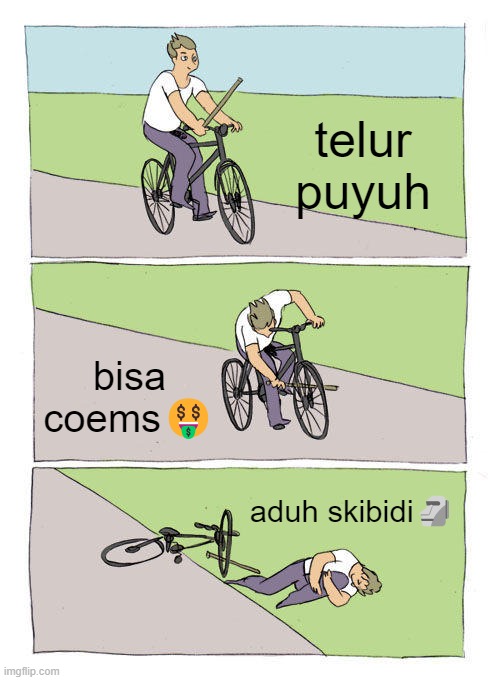 telur
puyuh
bisa
coems🤑
aduh skibidi🗿
imgflip.com